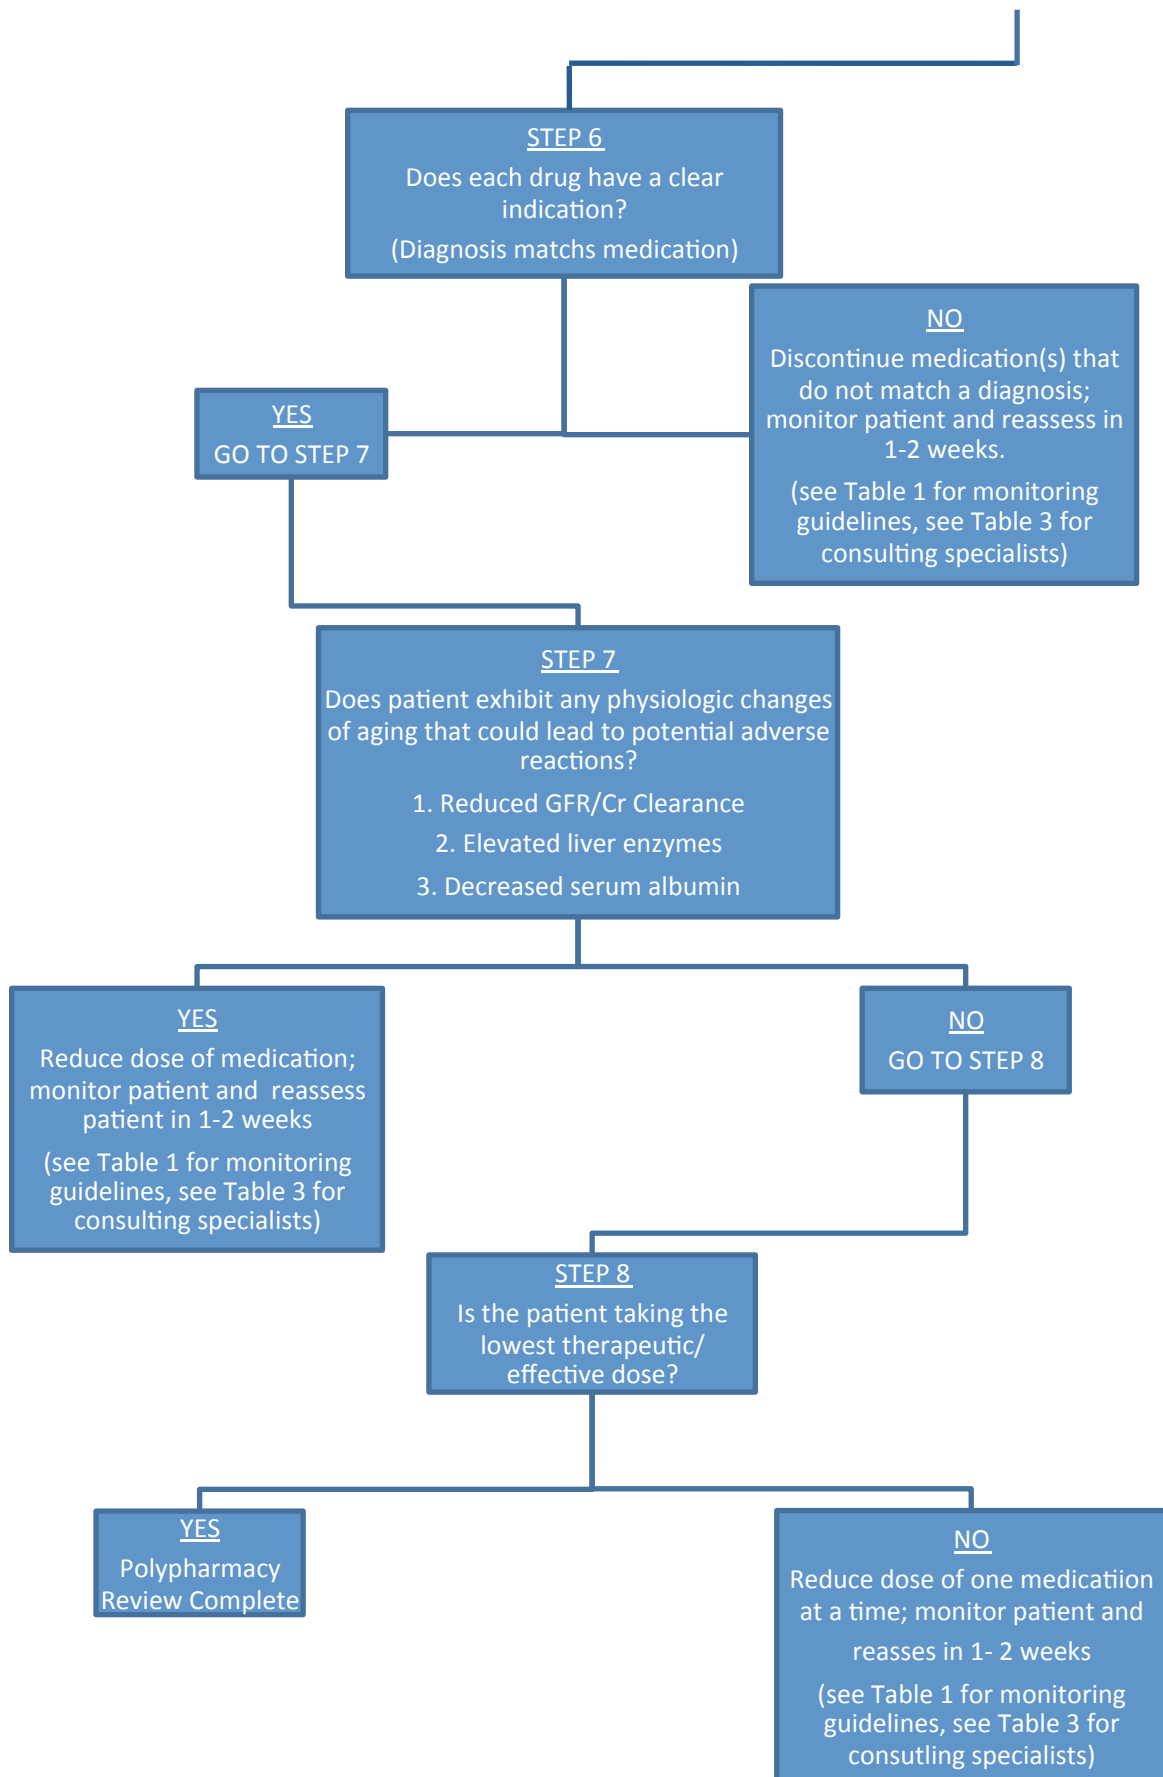 STEP 6
Does each drug have a clear
indication?
(Diagnosis matchs medication)
NO
Discontinue medication(s) that
do not match a diagnosis;
monitor patient and reassess in
1-2 weeks.
(see Table 1 for monitoring
guidelines, see Table 3 for
consulting specialists)
YES
GO TO STEP 7
STEP 7
Does patient exhibit any physiologic changes
of aging that could lead to potential adverse
reactions?
1. Reduced GFR/Cr Clearance
2. Elevated liver enzymes
3. Decreased serum albumin
YES
Reduce dose of medication;
monitor patient and reassess
patient in 1-2 weeks
(see Table 1 for monitoring
guidelines, see Table 3 for
consulting specialists)
NO
GO TO STEP 8
STEP 8
Is the patient taking the
lowest therapeutic/
effective dose?
YES
Polypharmacy
Review Complete
NO
Reduce dose of one medicatiion
at a time; monitor patient and
reasses in 1- 2 weeks
(see Table 1 for monitoring
guidelines, see Table 3 for
consutling specialists)